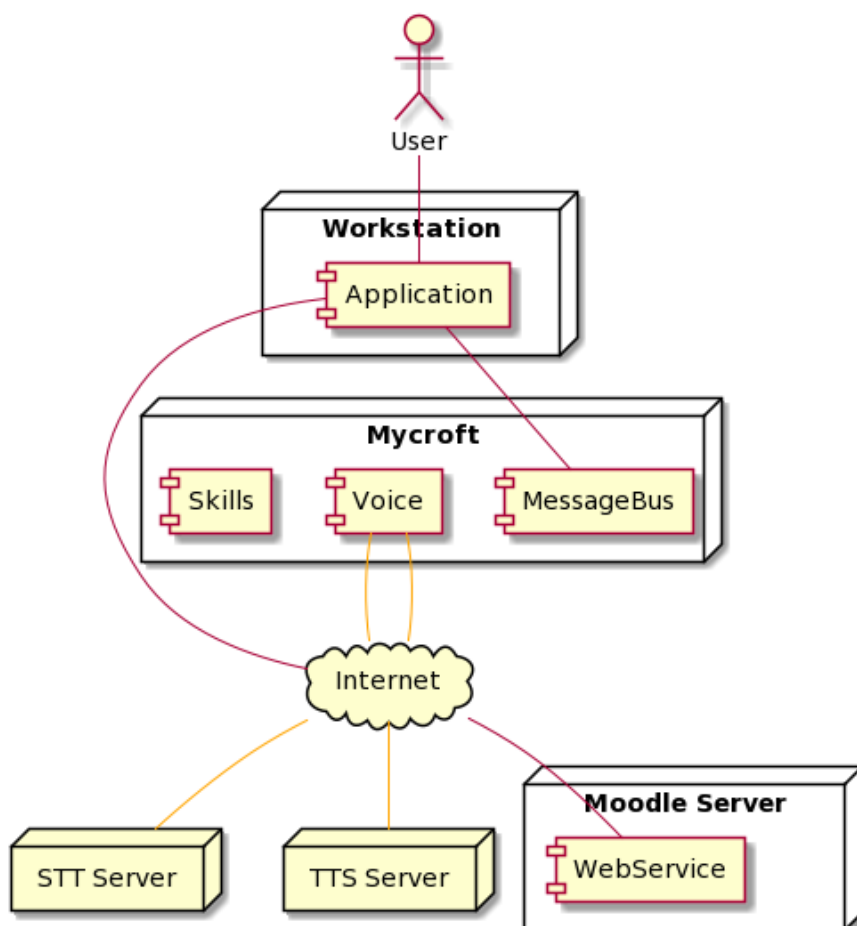 User
Workstation
Application
Mycroft
Skills
Voice
MessageBus
Internet
Moodle Server
STT Server
TTS Server
WebService